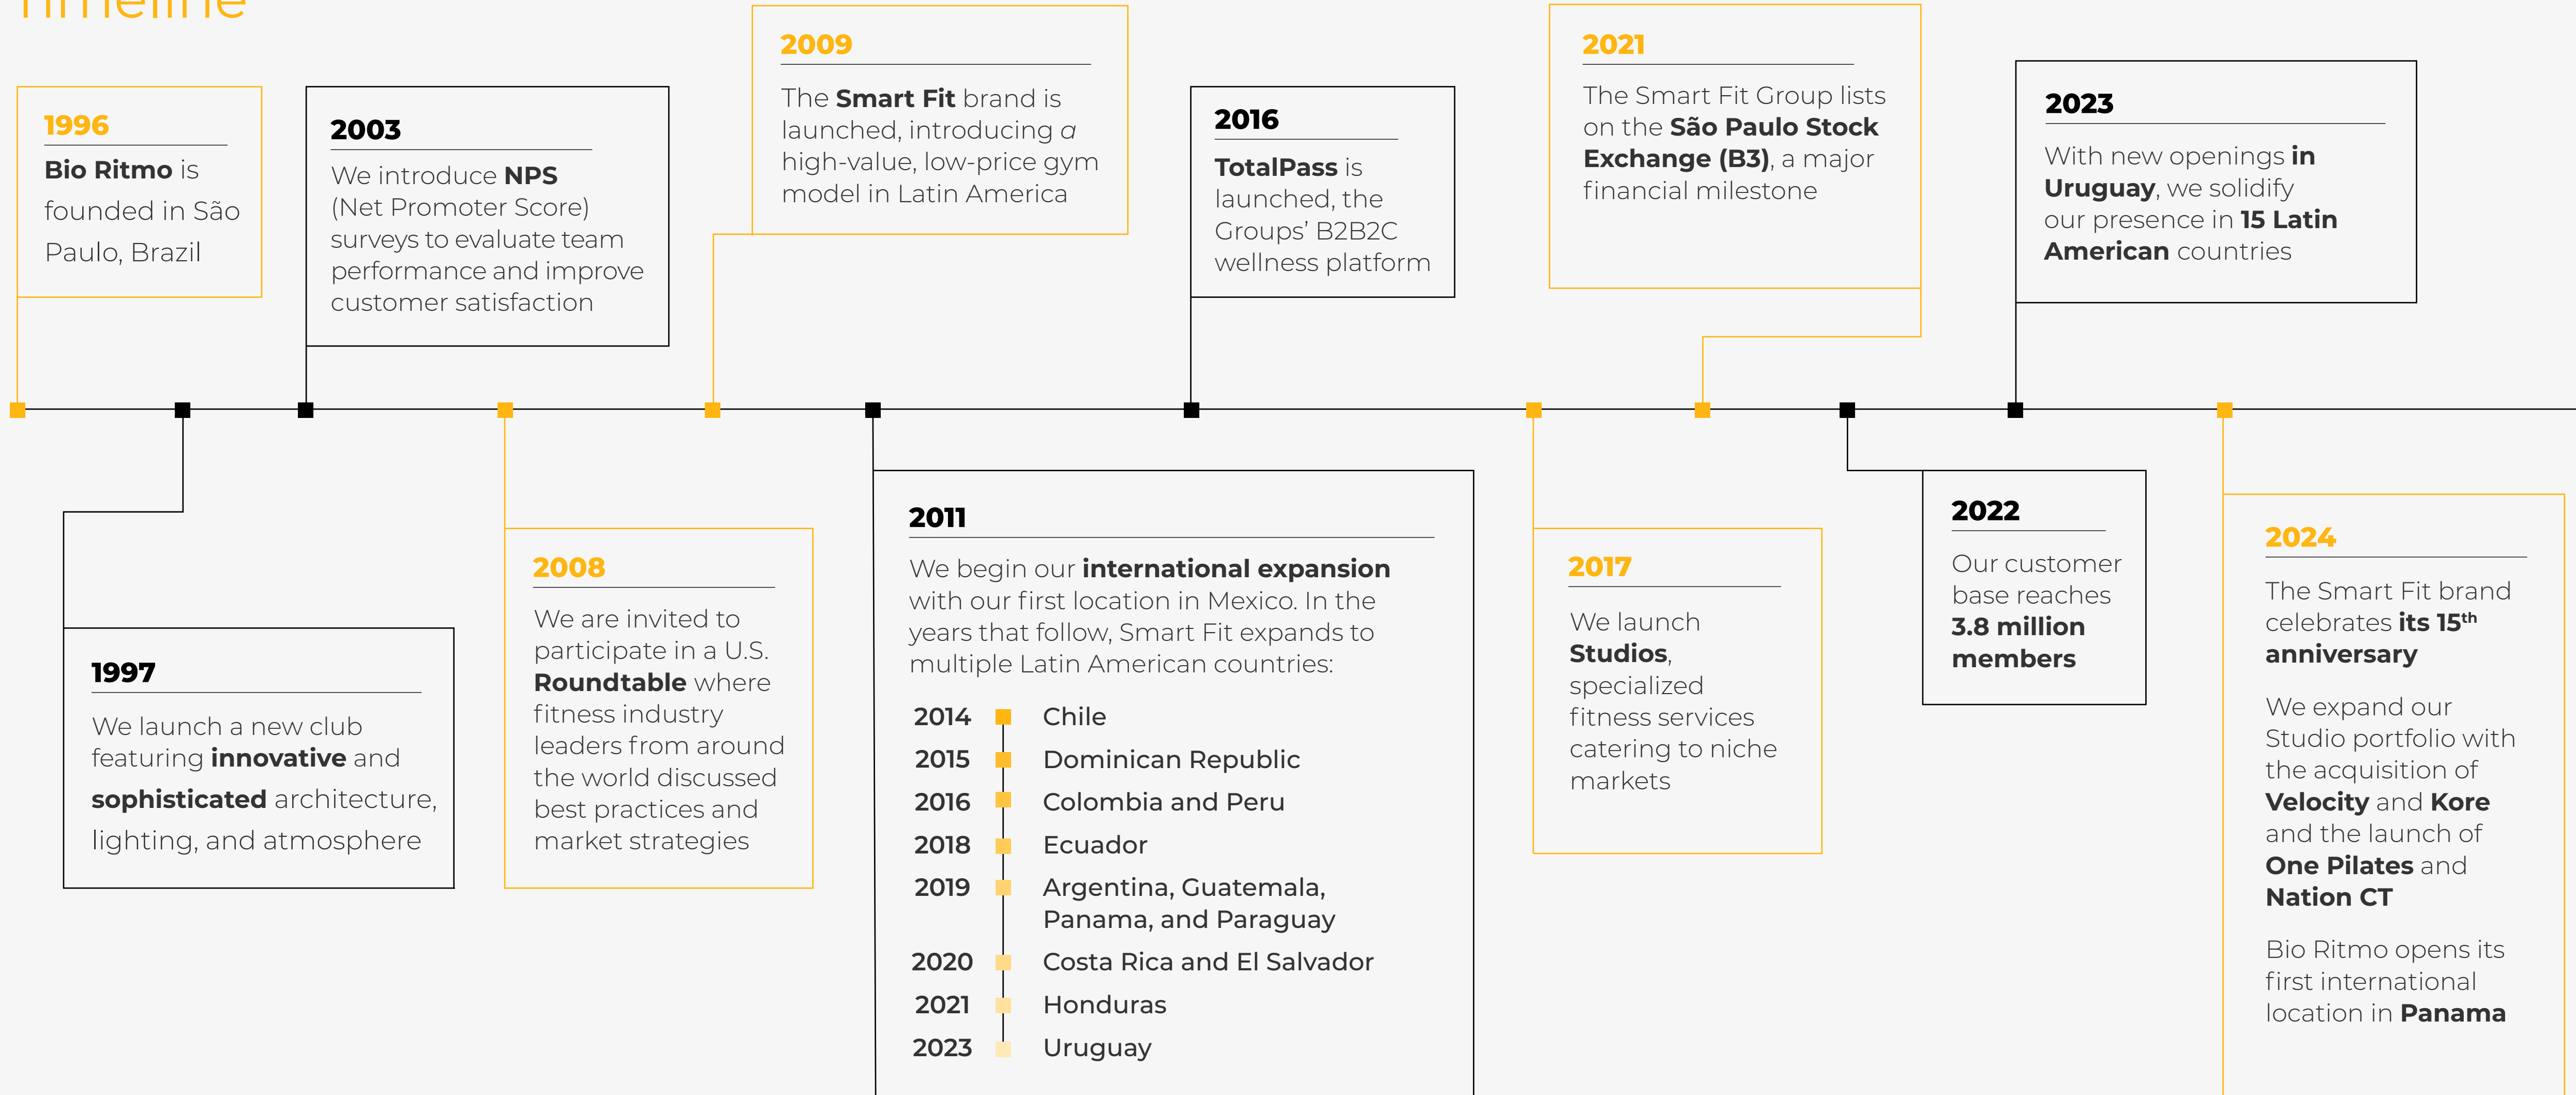 Timeline
1996
Bio Ritmo is
founded in São
Paulo, Brazil
1997
We launch a new club
featuring innovative and
sophisticated architecture,
lighting, and atmosphere
2003
We introduce NPS
(Net Promoter Score)
surveys to evaluate team
performance and improve
customer satisfaction
2008
We are invited to
participate in a U.S.
Roundtable where
fitness industry
leaders from around
the world discussed
best practices and
market strategies
2009
The Smart Fit brand is
launched, introducing a
high-value, low-price gym
model in Latin America
2011
We begin our international expansion
with our first location in Mexico. In the
years that follow, Smart Fit expands to
multiple Latin American countries:
2014 Chile
2015 Dominican Republic
2016 Colombia and Peru
2018 Ecuador
2019 Argentina, Guatemala,
Panama, and Paraguay
2020 Costa Rica and El Salvador
2021 Honduras
2023 Uruguay
2016
TotalPass is
launched, the
Groups’ B2B2C
wellness platform
2017
We launch
Studios,
specialized
fitness services
catering to niche
markets
2021
The Smart Fit Group lists
on the São Paulo Stock
Exchange (B3), a major
financial milestone
2022
Our customer
base reaches
3.8 million
members
2023
With new openings in
Uruguay, we solidify
our presence in 15 Latin
American countries
2024
The Smart Fit brand
celebrates its 15th
anniversary
We expand our
Studio portfolio with
the acquisition of
Velocity and Kore
and the launch of
One Pilates and
Nation CT
Bio Ritmo opens its
first international
location in Panama